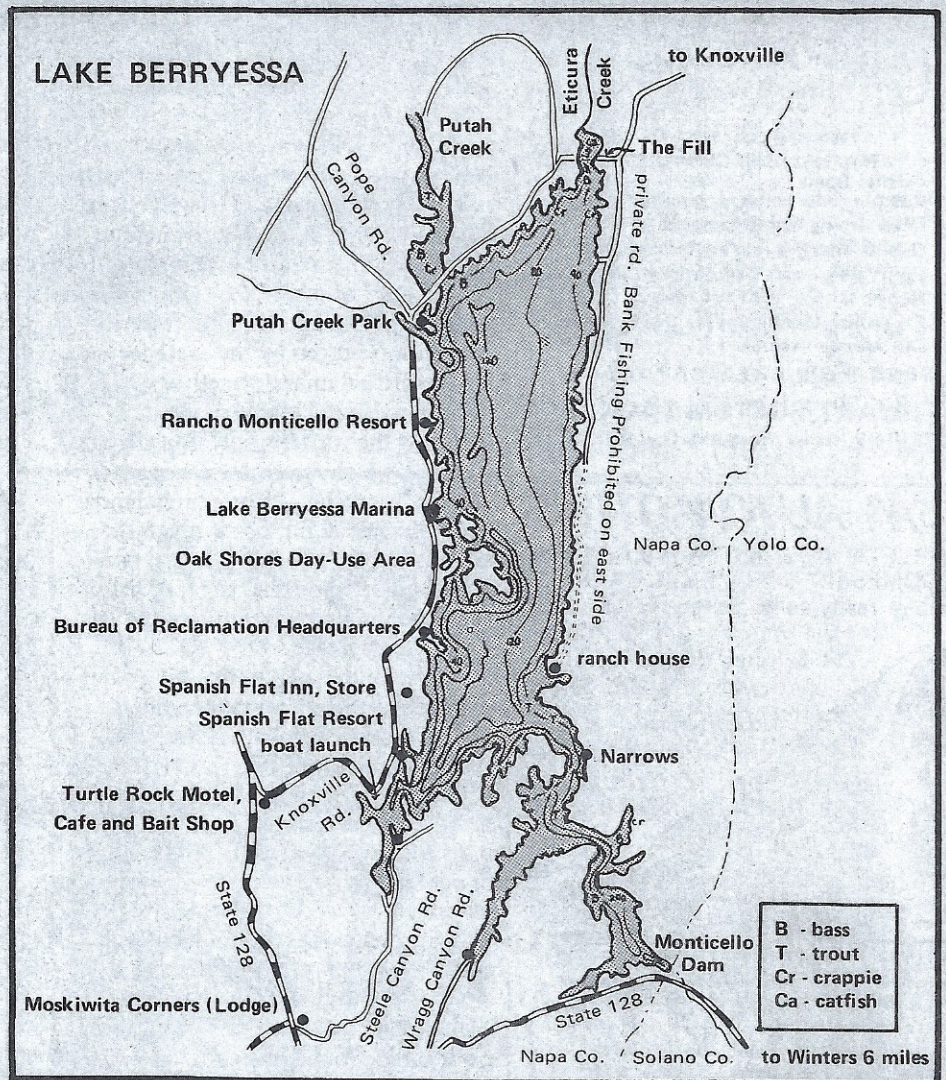 LAKE BERRYESSA
to Knoxville
Eticura
Creek
Putah
Creek
The Fill
Pope
Canyon Rd.
private rd. Bank Fishing Prohibited on east side
Putah Creek Park
Rancho Monticello Resort
Lake Berryessa Marina
Napa Co. Yolo Co.
Oak Shores Day-Use Area
Bureau of Reclamation Headquarters
ranch house
Spanish Flat Inn, Store
Spanish Flat Resort
boat launch
Narrows
Turtle Rock Motel,
Cafe and Bait Shop
Knoxville
Rd.
cr
State 128
Steele Canyon Rd.
Wragg Canyon Rd.
Monticello
Dam
B - bass
T - trout
Cr - crappie
Ca - catfish
Moskiwita Corners (Lodge)
State 128
Napa Co. Solano Co. to Winters 6 miles